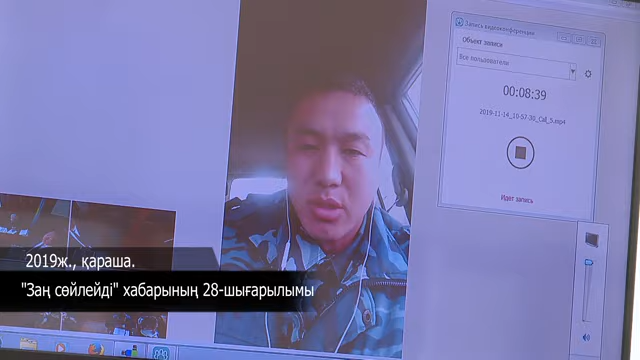 Запись видеоконференции
Объект записи
Все пользователи
00:08:39
2019-11-14_10-57-39_Call_5.mp4
Идет запись
2019ж., қараша.
"Заң сөйлейді" хабарының 28-шығарылымы